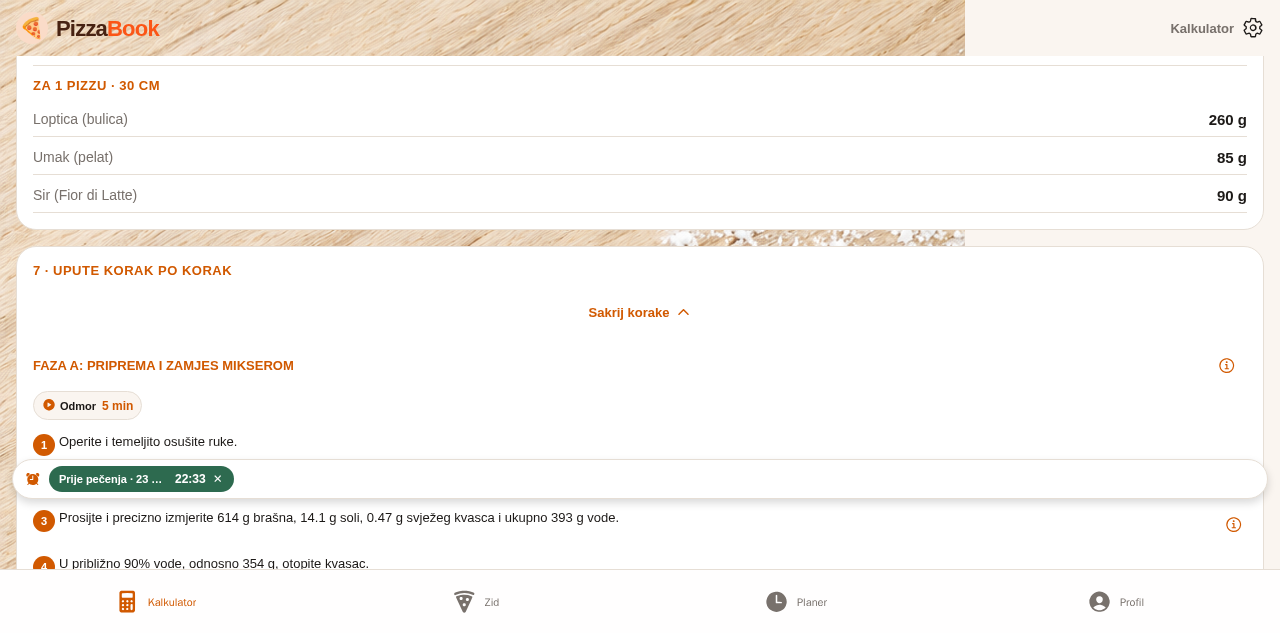 PizzaBook
Kalkulator
ZA 1 PIZZU · 30 CM
Loptica (bulica) 260 g
Umak (pelat) 85 g
Sir (Fior di Latte) 90 g
7 · UPUTE KORAK PO KORAK
Sakrij korake
FAZA A: PRIPREMA I ZAMJES MIKSEROM
Odmor 5 min
1 Operite i temeljito osušite ruke.
Prije pečenja · 23 ... 22:33 ×
3 Prosijte i precizno izmjerite 614 g brašna, 14.1 g soli, 0.47 g svježeg kvasca i ukupno 393 g vode.
4 U približno 90% vode, odnosno 354 g, otopite kvasac.
Kalkulator Zid Planer Profil